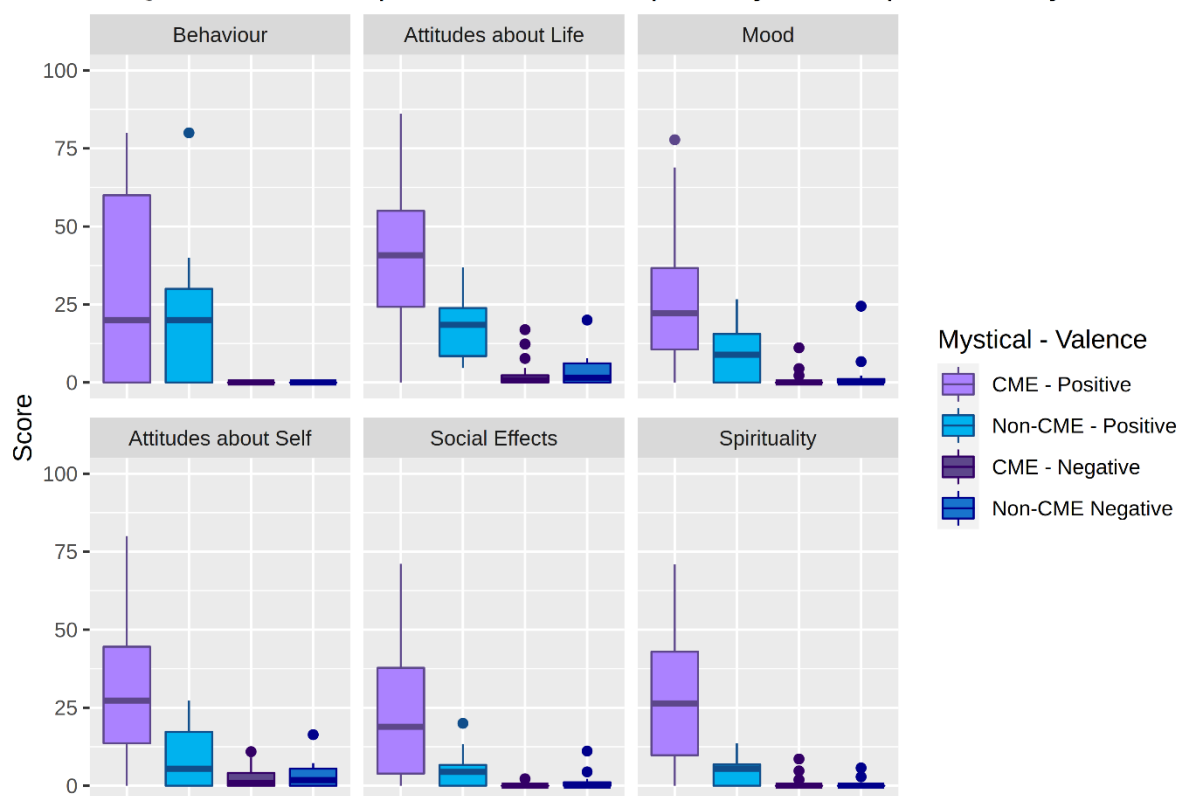 Behaviour
Attitudes about Life
Mood
100
75
50
25
0
Attitudes about Self
Social Effects
Spirituality
100
75
50
25
0
Score
Mystical - Valence
CME - Positive
Non-CME - Positive
CME - Negative
Non-CME Negative